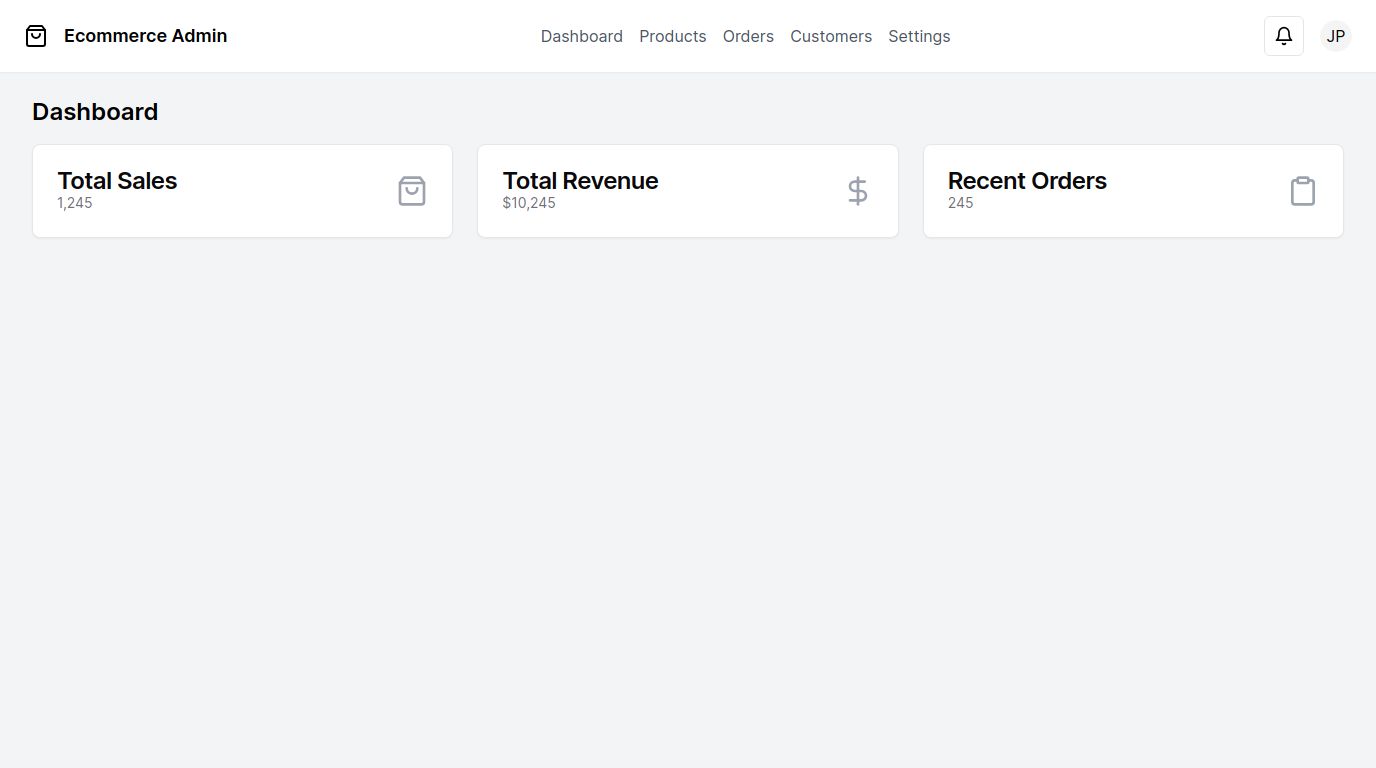 Ecommerce Admin
Dashboard Products Orders Customers Settings
JP
Dashboard
Total Sales
1,245
Total Revenue
$10,245
Recent Orders
245